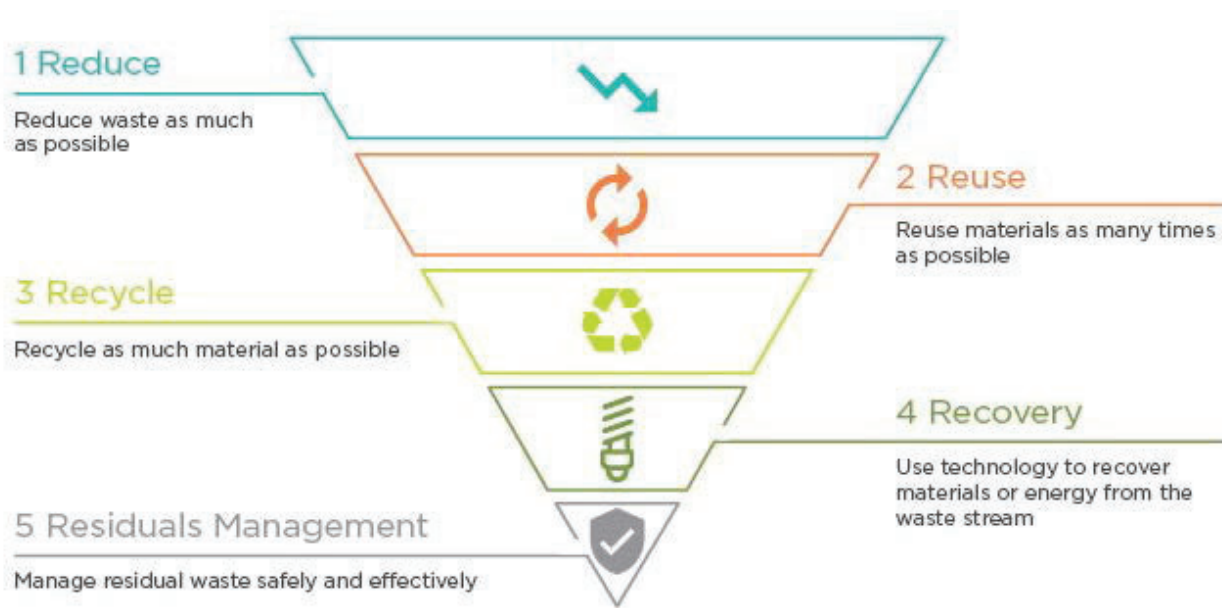 1 Reduce
Reduce waste as much
as possible
2 Reuse
Reuse materials as many times
as possible
3 Recycle
Recycle as much material as possible
4 Recovery
Use technology to recover
materials or energy from the
waste stream
5 Residuals Management
Manage residual waste safely and effectively